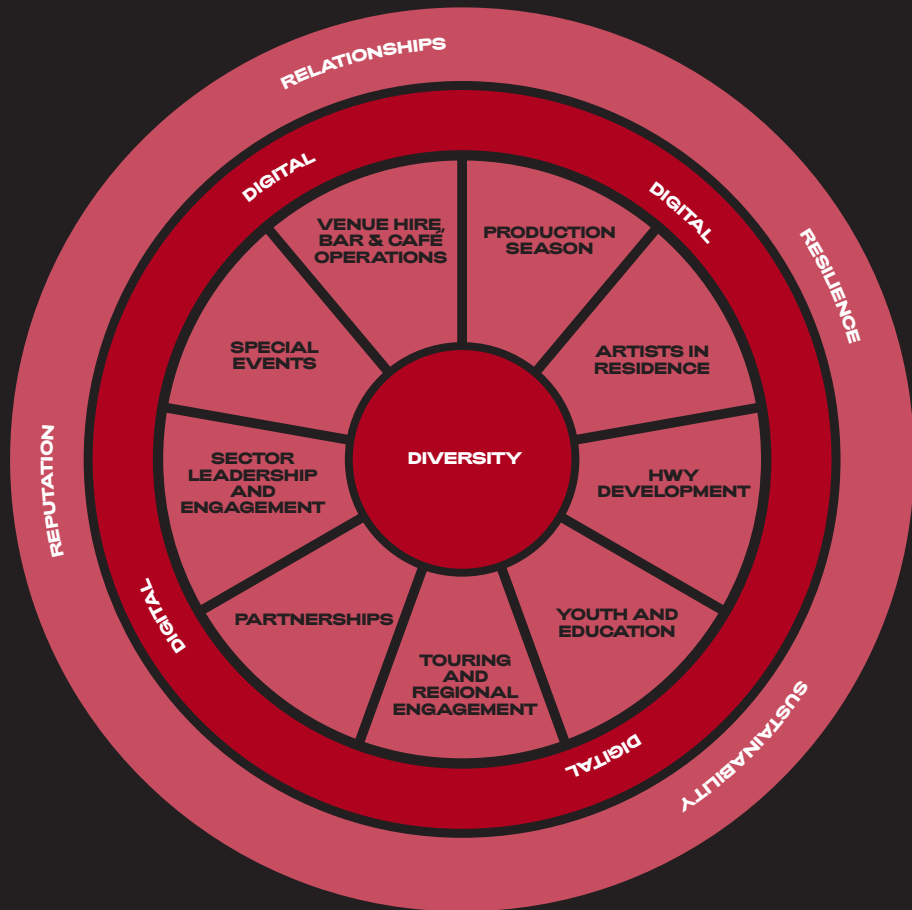 RELATIONSHIPS
DIGITAL
DIGITAL
RESILIENCE
VENUE HIRE,
BAR & CAFÉ
OPERATIONS
PRODUCTION
SEASON
SPECIAL
EVENTS
ARTISTS IN
RESIDENCE
REPUTATION
SECTOR
LEADERSHIP
AND
ENGAGEMENT
DIVERSITY
HWY
DEVELOPMENT
DIGITAL
PARTNERSHIPS
YOUTH AND
EDUCATION
TOURING
AND
REGIONAL
ENGAGEMENT
DIGITAL
SUSTAINABILITY